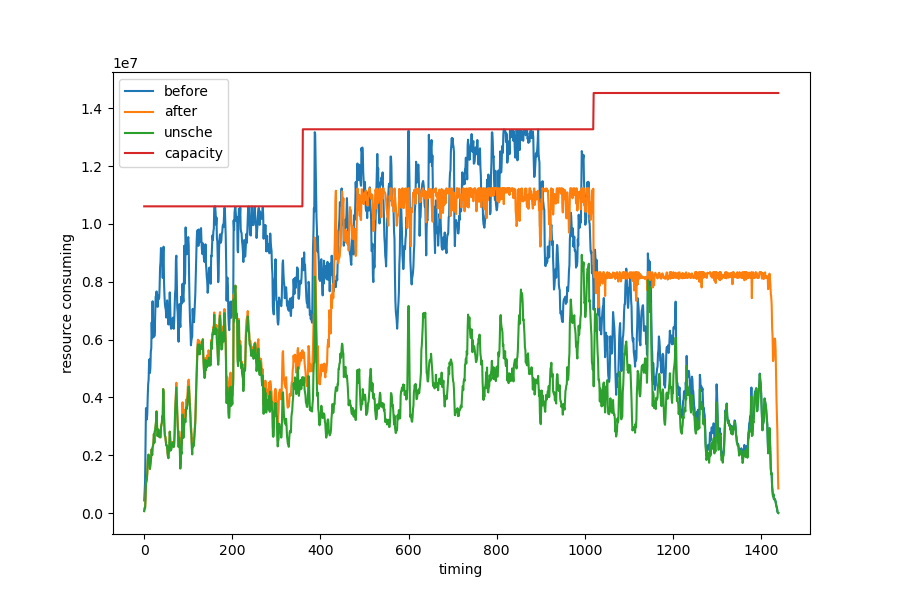 1e7
before
after
unsche
capacity
1.4
1.2
1.0
0.8
0.6
0.4
0.2
0.0
resource consuming
0 200 400 600 800 1000 1200 1400
timing